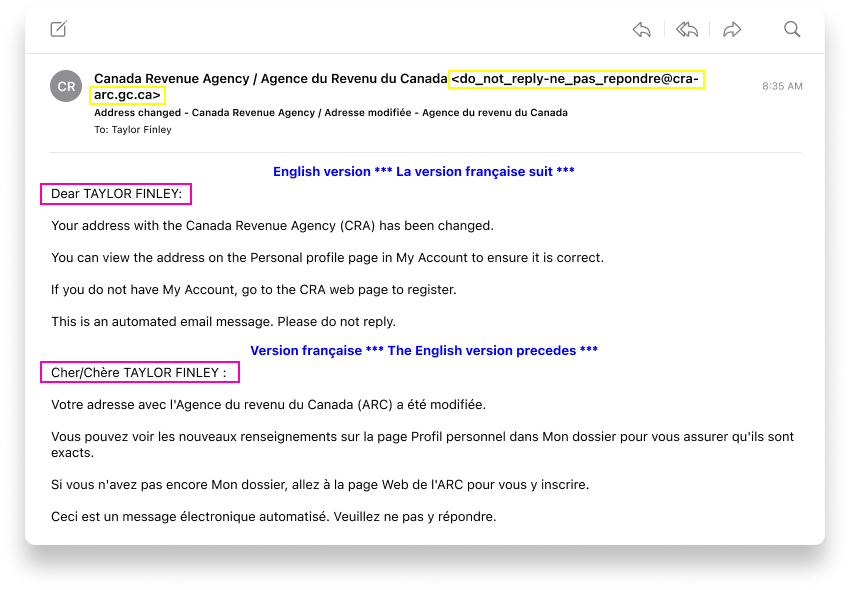 CR
Canada Revenue Agency / Agence du Revenu du Canada <do_not_reply-ne_pas_repondre@cra-
arc.gc.ca>
8:35 AM
Address changed - Canada Revenue Agency / Adresse modifiée - Agence du revenu du Canada
To: Taylor Finley
English version *** La version française suit ***
Dear TAYLOR FINLEY:
Your address with the Canada Revenue Agency (CRA) has been changed.
You can view the address on the Personal profile page in My Account to ensure it is correct.
If you do not have My Account, go to the CRA web page to register.
This is an automated email message. Please do not reply.
Version française *** The English version precedes ***
Cher/Chère TAYLOR FINLEY :
Votre adresse avec l'Agence du revenu du Canada (ARC) a été modifiée.
Vous pouvez voir les nouveaux renseignements sur la page Profil personnel dans Mon dossier pour vous assurer qu'ils sont
exacts.
Si vous n'avez pas encore Mon dossier, allez à la page Web de l'ARC pour vous y inscrire.
Ceci est un message électronique automatisé. Veuillez ne pas y répondre.